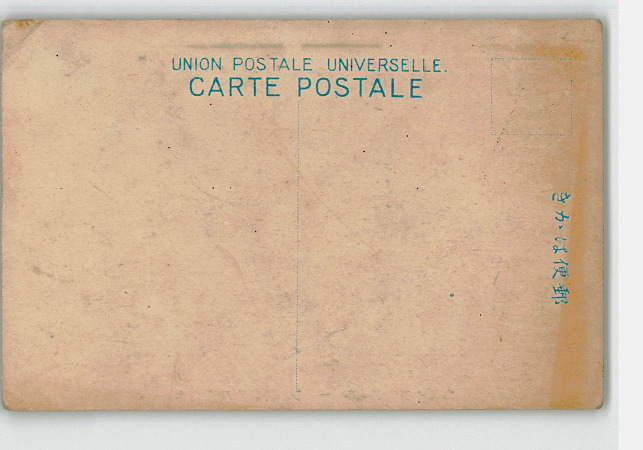 UNION POSTALE UNIVERSELLE.
CARTE POSTALE
きかは便郵